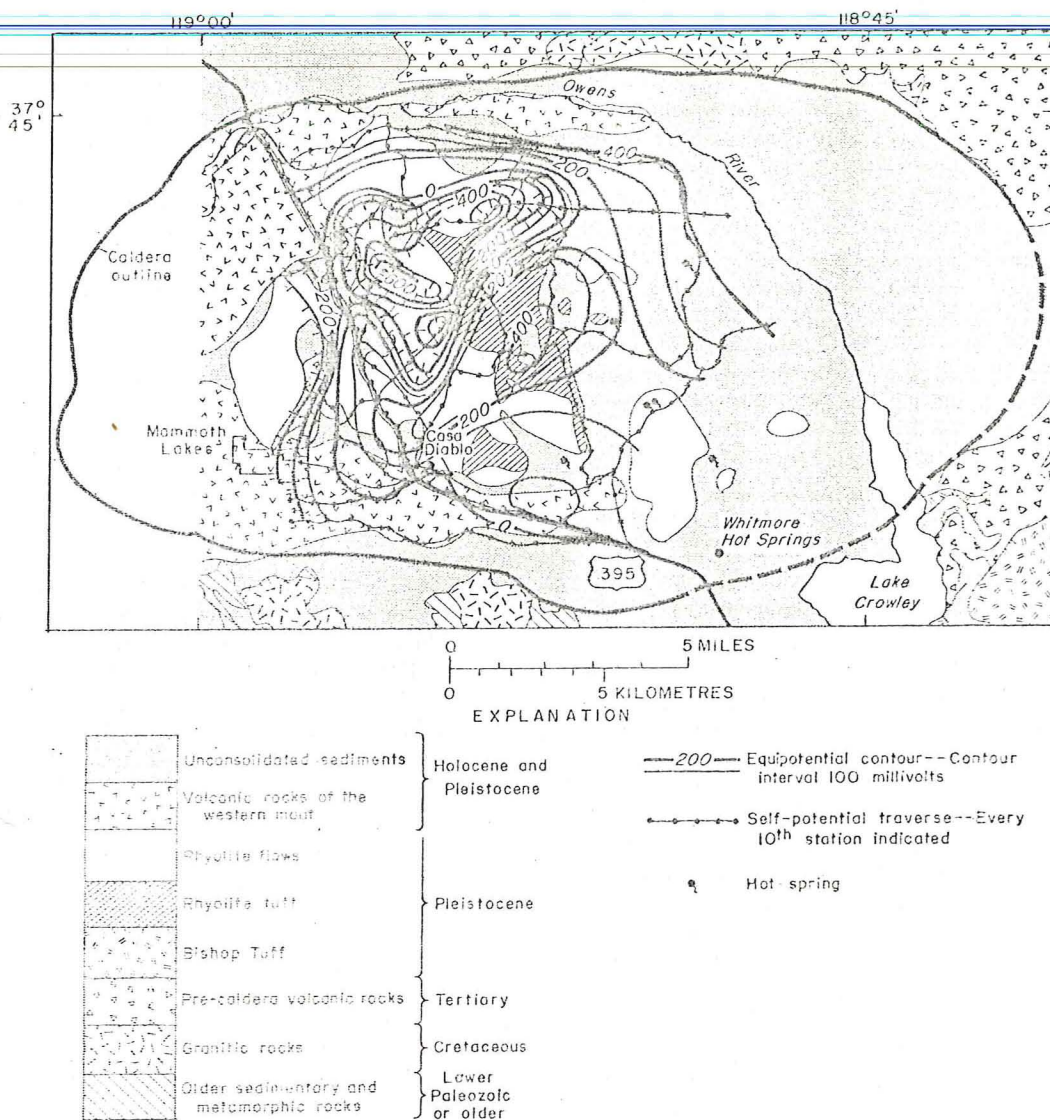 119°00'
118°45'
37°
45'
Owens
River
400
200
0
400
Caldera
outline
200
400
200
Mammoth
Lakes
Casa
Diablo
0
Whitmore
Hot Springs
395
Lake
Crowley
0 5 MILES
0 5 KILOMETRES
EXPLANATION
Unconsolidated sediments
Volcanic rocks of the
western moat
Holocene and
Pleistocene
Rhyolite flows
Rhyolite tuff
Bishop Tuff
Pleistocene
Pre-caldera volcanic rocks
Tertiary
Granitic rocks
Cretaceous
Older sedimentary and
metamorphic rocks
Lower
Paleozoic
or older
200 Equipotential contour--Contour
interval 100 millivolts
Self-potential traverse--Every
10th station indicated
Hot spring